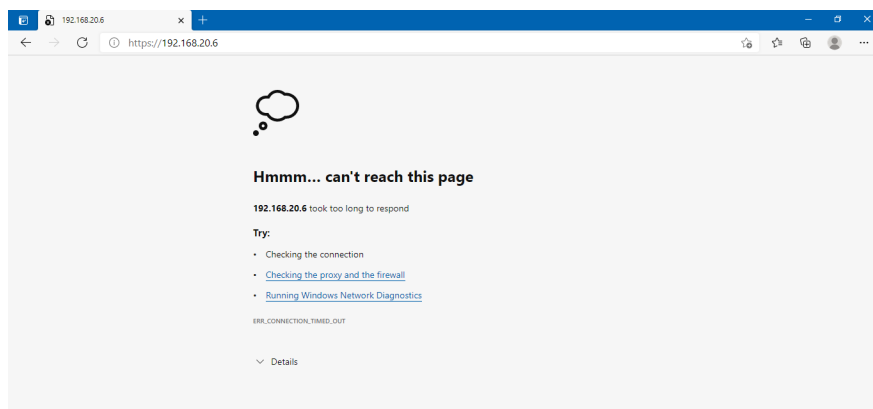 192.168.20.6
https://192.168.20.6
Hmmm... can't reach this page
192.168.20.6 took too long to respond
Try:
• Checking the connection
• Checking the proxy and the firewall
• Running Windows Network Diagnostics
ERR_CONNECTION_TIMED_OUT
Details